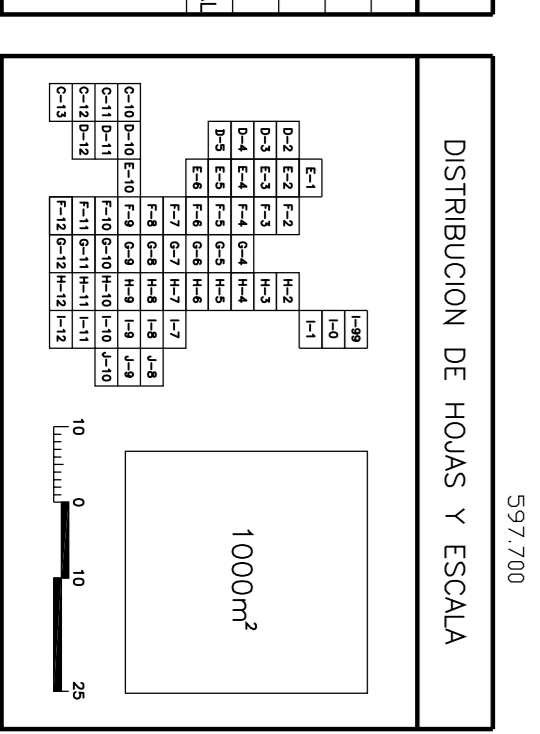 597.700
DISTRIBUCION DE HOJAS Y ESCALA
I-99
I-0
E-1 I-1
D-2 E-2 F-2 H-2
D-3 E-3 F-3 H-3
D-4 E-4 F-4 G-4 H-4
D-5 E-5 F-5 G-5 H-5
E-6 F-6 G-6 H-6
F-7 G-7 H-7 I-7
F-8 G-8 H-8 I-8 J-8
C-10 D-10 E-10 F-9 G-9 H-9 I-9 J-9
C-11 D-11 F-10 G-10 H-10 I-10 J-10
C-12 D-12 F-11 G-11 H-11 I-11
C-13 F-12 G-12 H-12 I-12
1000m²
10 0 10 25